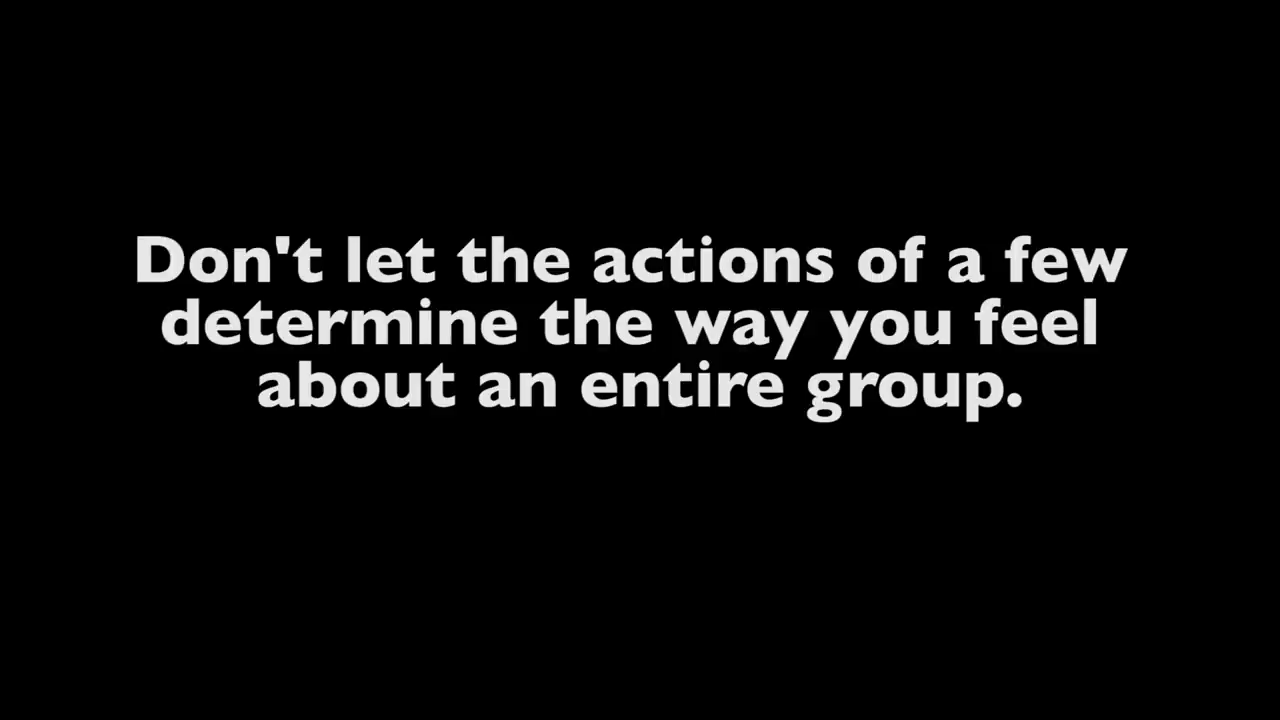 Don't let the actions of a few
determine the way you feel
about an entire group.